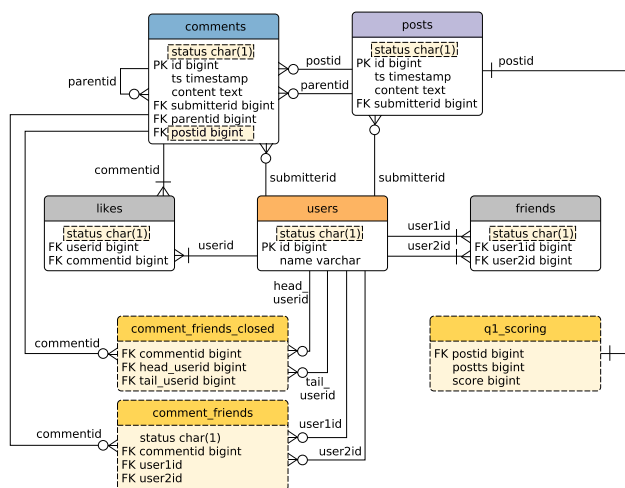 comments
status char(1)
PK id bigint
ts timestamp
content text
FK submitterid bigint
FK parentid bigint
FK postid bigint
posts
status char(1)
PK id bigint
ts timestamp
content text
FK submitterid bigint
postid
parentid
postid
parentid
commentid
submitterid
submitterid
likes
status char(1)
FK userid bigint
FK commentid bigint
userid
users
status char(1)
PK id bigint
name varchar
user1id
user2id
friends
status char(1)
FK user1id bigint
FK user2id bigint
head_
userid
commentid
comment_friends_closed
FK commentid bigint
FK head_userid bigint
FK tail_userid bigint
tail_
userid
q1_scoring
FK postid bigint
postts bigint
score bigint
commentid
comment_friends
status char(1)
FK commentid bigint
FK user1id
FK user2id
user1id
user2id